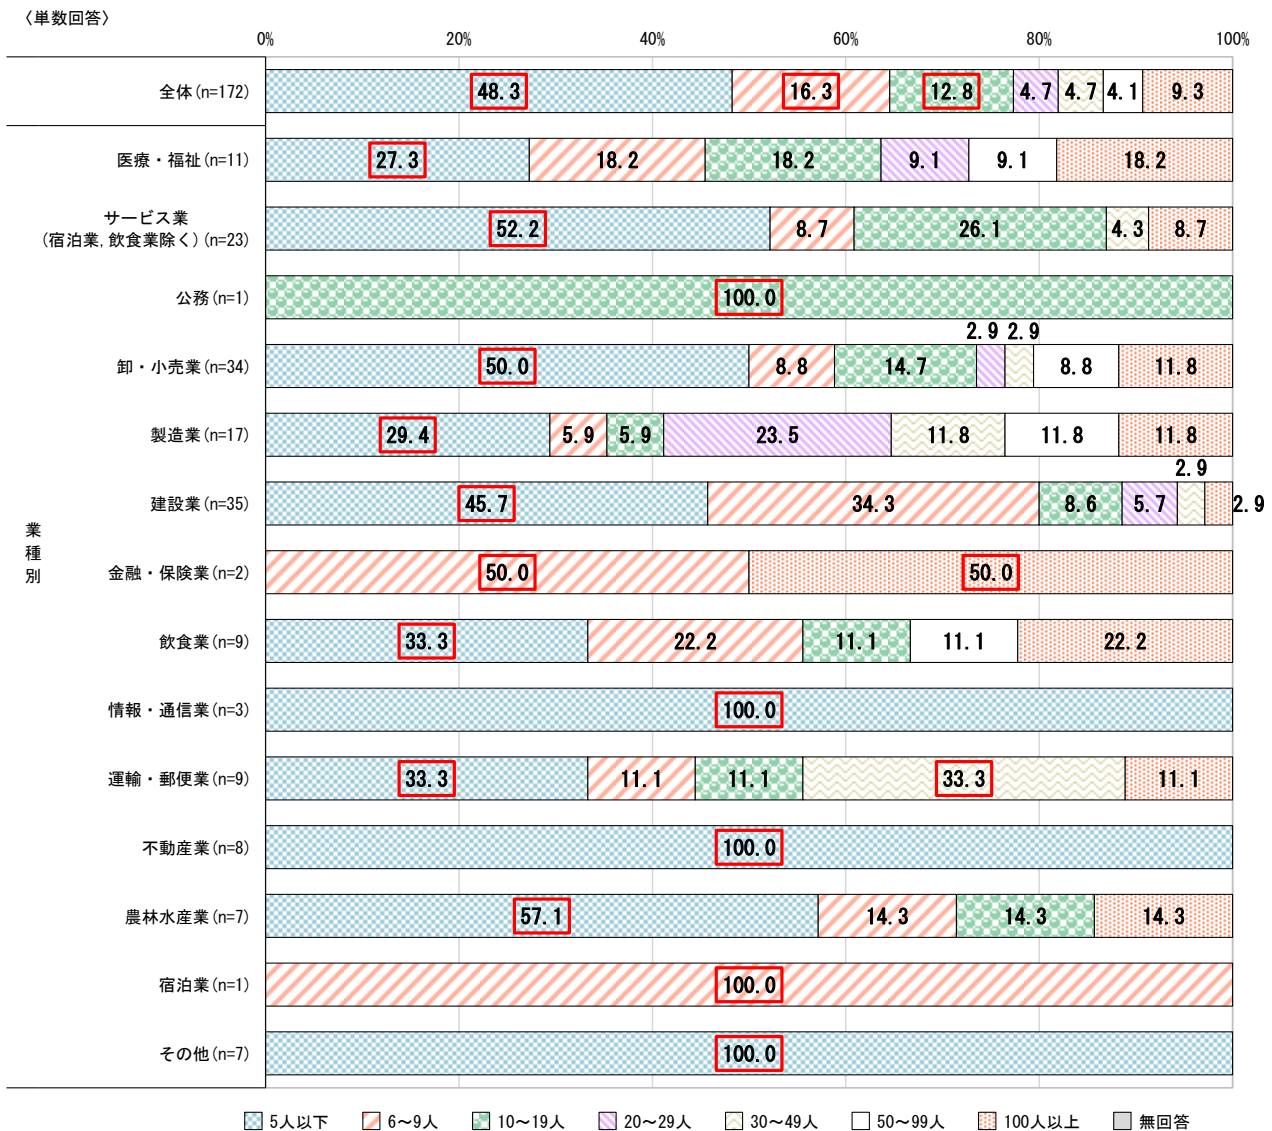 〈単数回答〉
0% 20% 40% 60% 80% 100%
全体(n=172) 48.3 16.3 12.8 4.7 4.7 4.1 9.3
医療・福祉(n=11) 27.3 18.2 18.2 9.1 9.1 18.2
サービス業
(宿泊業,飲食業除く)(n=23) 52.2 8.7 26.1 4.3 8.7
公務(n=1) 100.0
2.9 2.9
卸・小売業(n=34) 50.0 8.8 14.7 8.8 11.8
製造業(n=17) 29.4 5.9 5.9 23.5 11.8 11.8 11.8
2.9
建設業(n=35) 45.7 34.3 8.6 5.7 2.9
業種別
金融・保険業(n=2) 50.0 50.0
飲食業(n=9) 33.3 22.2 11.1 11.1 22.2
情報・通信業(n=3) 100.0
運輸・郵便業(n=9) 33.3 11.1 11.1 33.3 11.1
不動産業(n=8) 100.0
農林水産業(n=7) 57.1 14.3 14.3 14.3
宿泊業(n=1) 100.0
その他(n=7) 100.0
5人以下 6～9人 10～19人 20～29人 30～49人 50～99人 100人以上 無回答